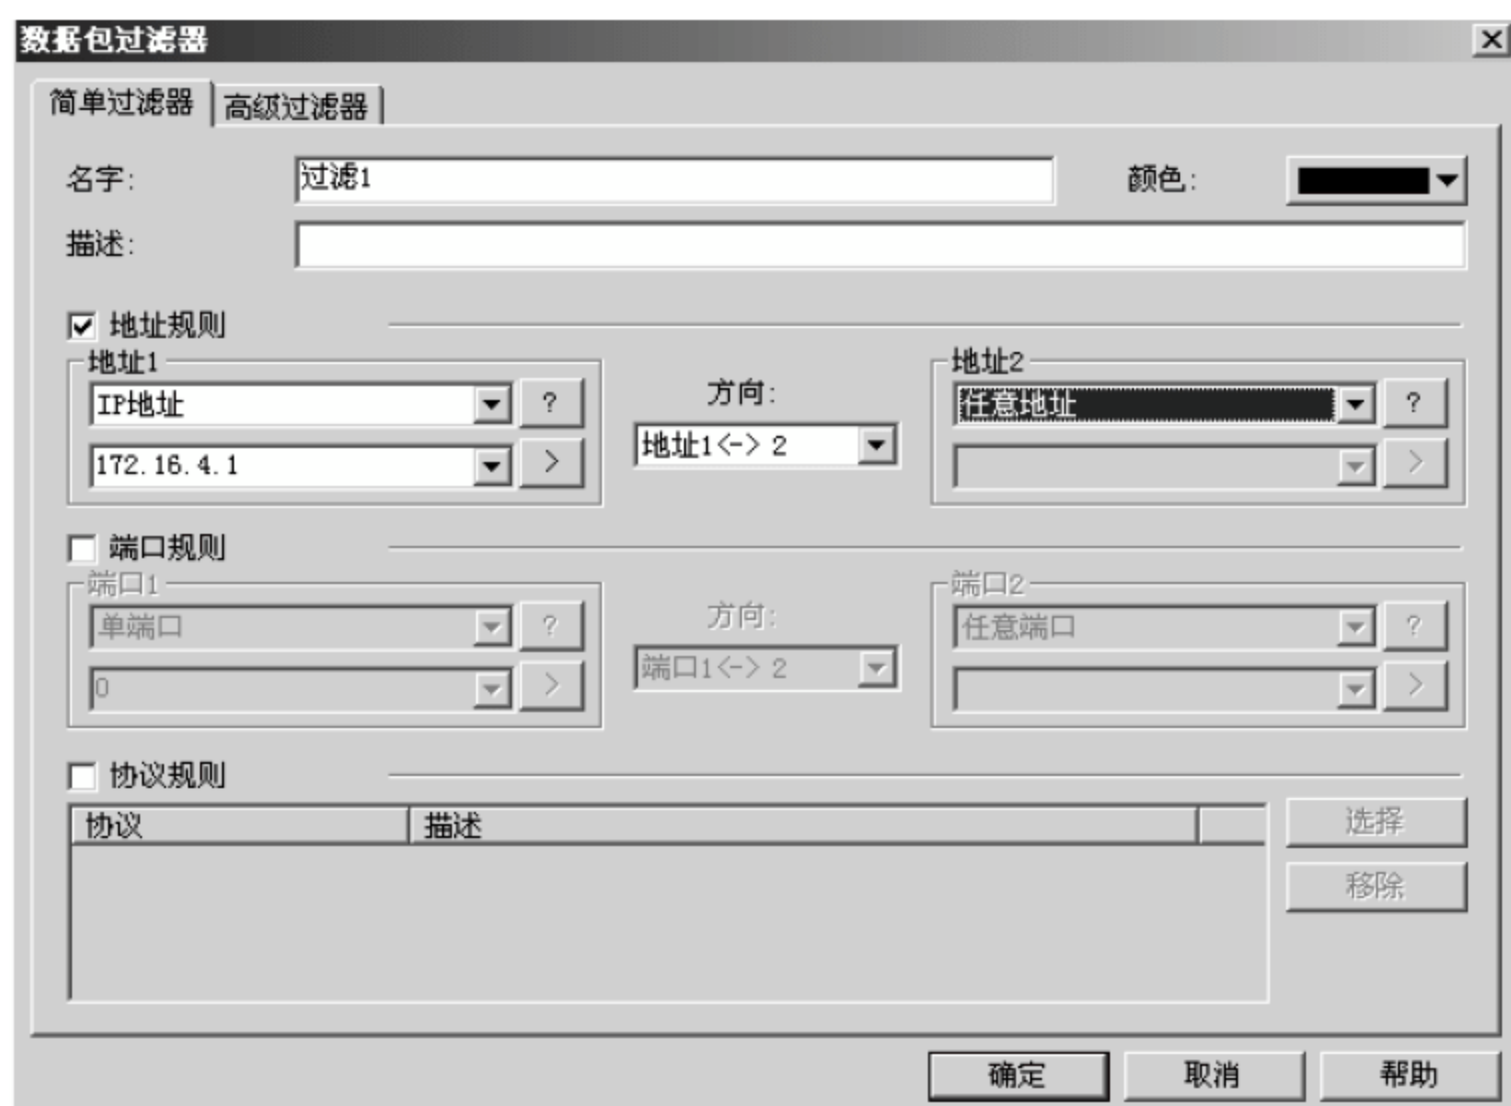 数据包过滤器
简单过滤器 高级过滤器
名字: 过滤1 颜色:
描述:
地址规则
地址1 方向: 地址2
IP地址 ? 任意地址 ?
172.16.4.1 > 地址1<-> 2 >
端口规则
端口1 方向: 端口2
单端口 ? 任意端口 ?
0 > 端口1<-> 2 >
协议规则
协议 描述 选择
移除
确定 取消 帮助